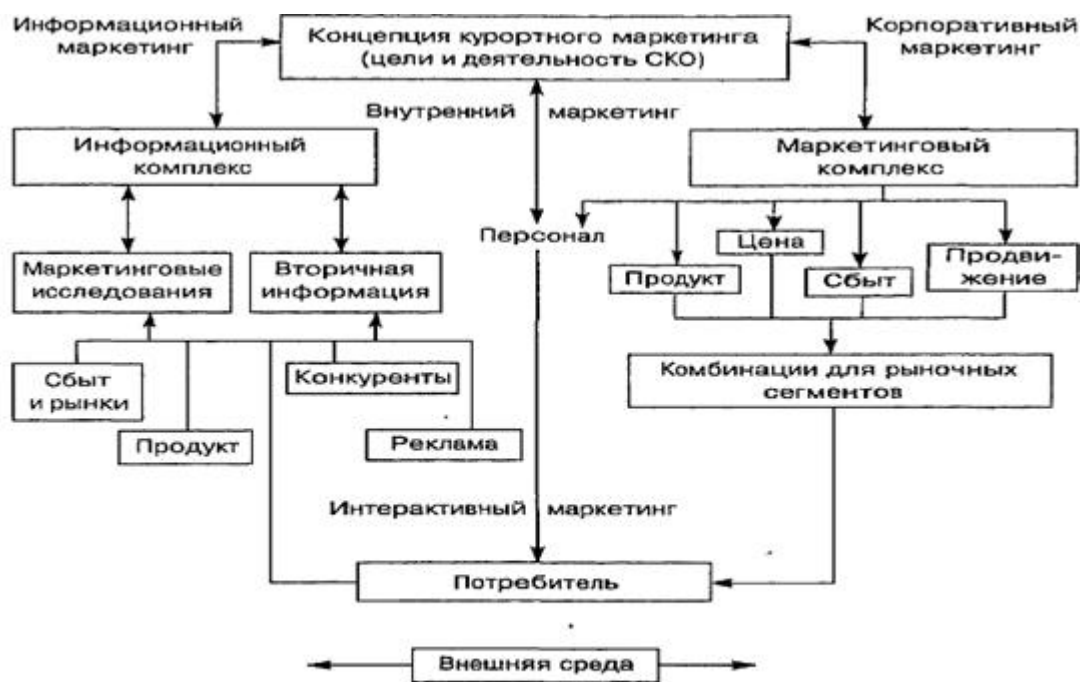 Информационный
маркетинг
Концепция курортного маркетинга
(цели и деятельность СКО)
Корпоративный
маркетинг
Внутренний маркетинг
Информационный
комплекс
Маркетинговый
комплекс
Персонал
Цена
Продукт
Сбыт
Продви-
жение
Маркетинговые
исследования
Вторичная
информация
Сбыт
и рынки
Конкуренты
Продукт
Реклама
Комбинации для рыночных
сегментов
Интерактивный маркетинг
Потребитель
Внешняя среда